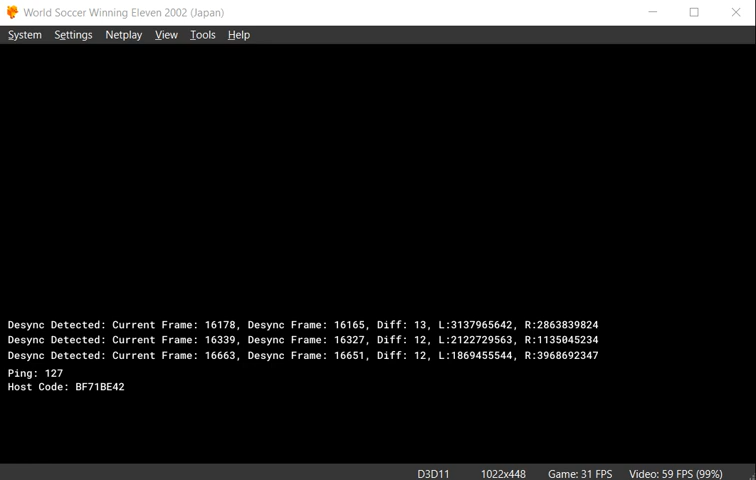 World Soccer Winning Eleven 2002 (Japan)
System Settings Netplay View Tools Help
Desync Detected: Current Frame: 16178, Desync Frame: 16165, Diff: 13, L:3137965642, R:2863839824
Desync Detected: Current Frame: 16339, Desync Frame: 16327, Diff: 12, L:2122729563, R:1135045234
Desync Detected: Current Frame: 16663, Desync Frame: 16651, Diff: 12, L:1869455544, R:3968692347
Ping: 127
Host Code: BF71BE42
D3D11 1022x448 Game: 31 FPS Video: 59 FPS (99%)